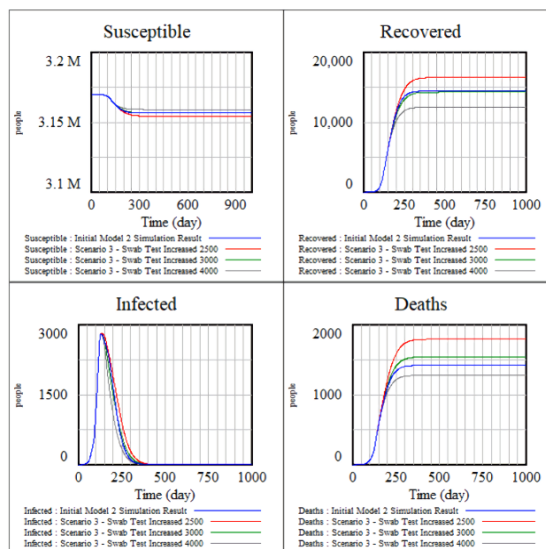 Susceptible
3.2 M
3.15 M
3.1 M
people
0 300 600 900
Time (day)
Susceptible : Initial Model 2 Simulation Result
Susceptible : Scenario 3 - Swab Test Increased 2500
Susceptible : Scenario 3 - Swab Test Increased 3000
Susceptible : Scenario 3 - Swab Test Increased 4000
Recovered
20,000
10,000
0
people
0 250 500 750 1000
Time (day)
Recovered : Initial Model 2 Simulation Result
Recovered : Scenario 3 - Swab Test Increased 2500
Recovered : Scenario 3 - Swab Test Increased 3000
Recovered : Scenario 3 - Swab Test Increased 4000
Infected
3000
1500
0
people
0 250 500 750 1000
Time (day)
Infected : Initial Model 2 Simulation Result
Infected : Scenario 3 - Swab Test Increased 2500
Infected : Scenario 3 - Swab Test Increased 3000
Infected : Scenario 3 - Swab Test Increased 4000
Deaths
2000
1000
0
people
0 250 500 750 1000
Time (day)
Deaths : Initial Model 2 Simulation Result
Deaths : Scenario 3 - Swab Test Increased 2500
Deaths : Scenario 3 - Swab Test Increased 3000
Deaths : Scenario 3 - Swab Test Increased 4000